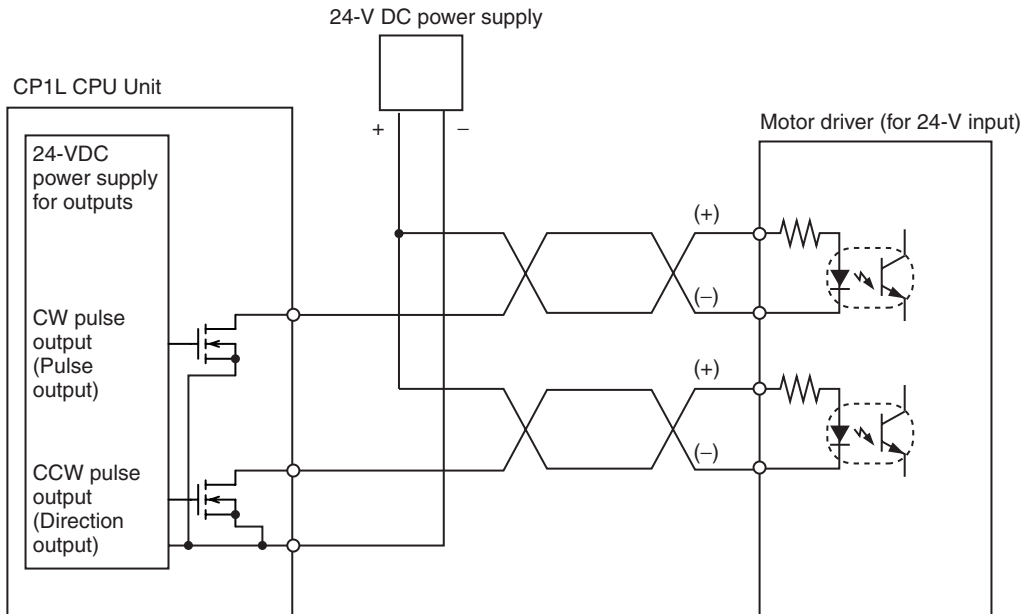 24-V DC power supply
CP1L CPU Unit
+
−
Motor driver (for 24-V input)
24-VDC
power supply
for outputs
(+)
(−)
CW pulse
output
(Pulse
output)
(+)
(−)
CCW pulse
output
(Direction
output)